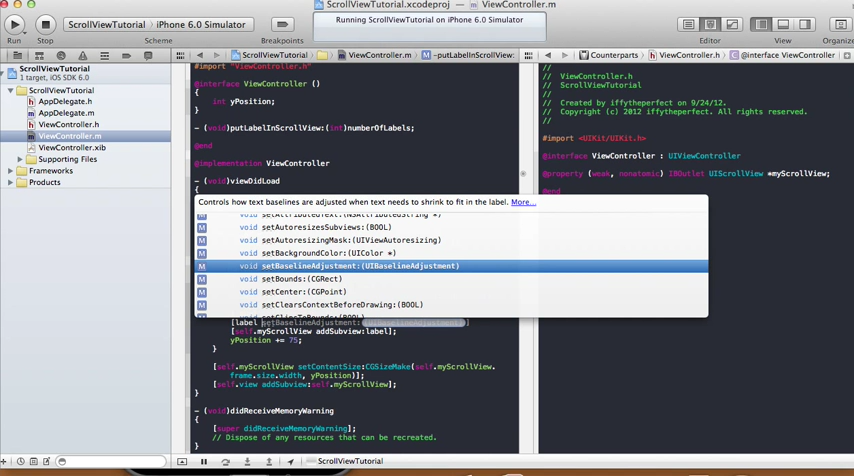 ScrollViewTutorial.xcodeproj
ViewController.m
ScrollViewTutorial
iPhone 6.0 Simulator
Running ScrollViewTutorial on iPhone 6.0 Simulator
Run
Stop
Scheme
Breakpoints
Editor
View
Organiz
ScrollViewTutorial
ViewController.m
-putLabelInScrollView:
Counterparts
ViewController.h
@interface ViewController
ScrollViewTutorial
1 target, iOS SDK 6.0
ScrollViewTutorial
AppDelegate.h
AppDelegate.m
ViewController.h
ViewController.m
ViewController.xib
Supporting Files
Frameworks
Products
#import "ViewController.h"
@interface ViewController ()
{
int yPosition;
}
- (void)putLabelInScrollView:(int)numberOfLabels;
@end
@implementation ViewController
- (void)viewDidLoad
{
Controls how text baselines are adjusted when text needs to shrink to fit in the label. More...
M void setAttributedText:(NSAttributedString *)
M void setAutoresizesSubviews:(BOOL)
M void setAutoresizingMask:(UIViewAutoresizing)
M void setBackgroundColor:(UIColor *)
M void setBaselineAdjustment:(UIBaselineAdjustment)
M void setBounds:(CGRect)
M void setCenter:(CGPoint)
M void setClearsContextBeforeDrawing:(BOOL)
M void setClipsToBounds:(BOOL)
[label setBaselineAdjustment:(UIBaselineAdjustment)]
[self.myScrollView addSubview:label];
yPosition += 75;
}
[self.myScrollView setContentSize:CGSizeMake(self.myScrollView.
frame.size.width, yPosition)];
[self.view addSubview:self.myScrollView];
}
- (void)didReceiveMemoryWarning
{
[super didReceiveMemoryWarning];
// Dispose of any resources that can be recreated.
}
//
// ViewController.h
// ScrollViewTutorial
//
// Created by iffytheperfect on 9/24/12.
// Copyright (c) 2012 iffytheperfect. All rights reserved.
//
#import <UIKit/UIKit.h>
@interface ViewController : UIViewController
@property (weak, nonatomic) IBOutlet UIScrollView *myScrollView;
@end
ScrollViewTutorial